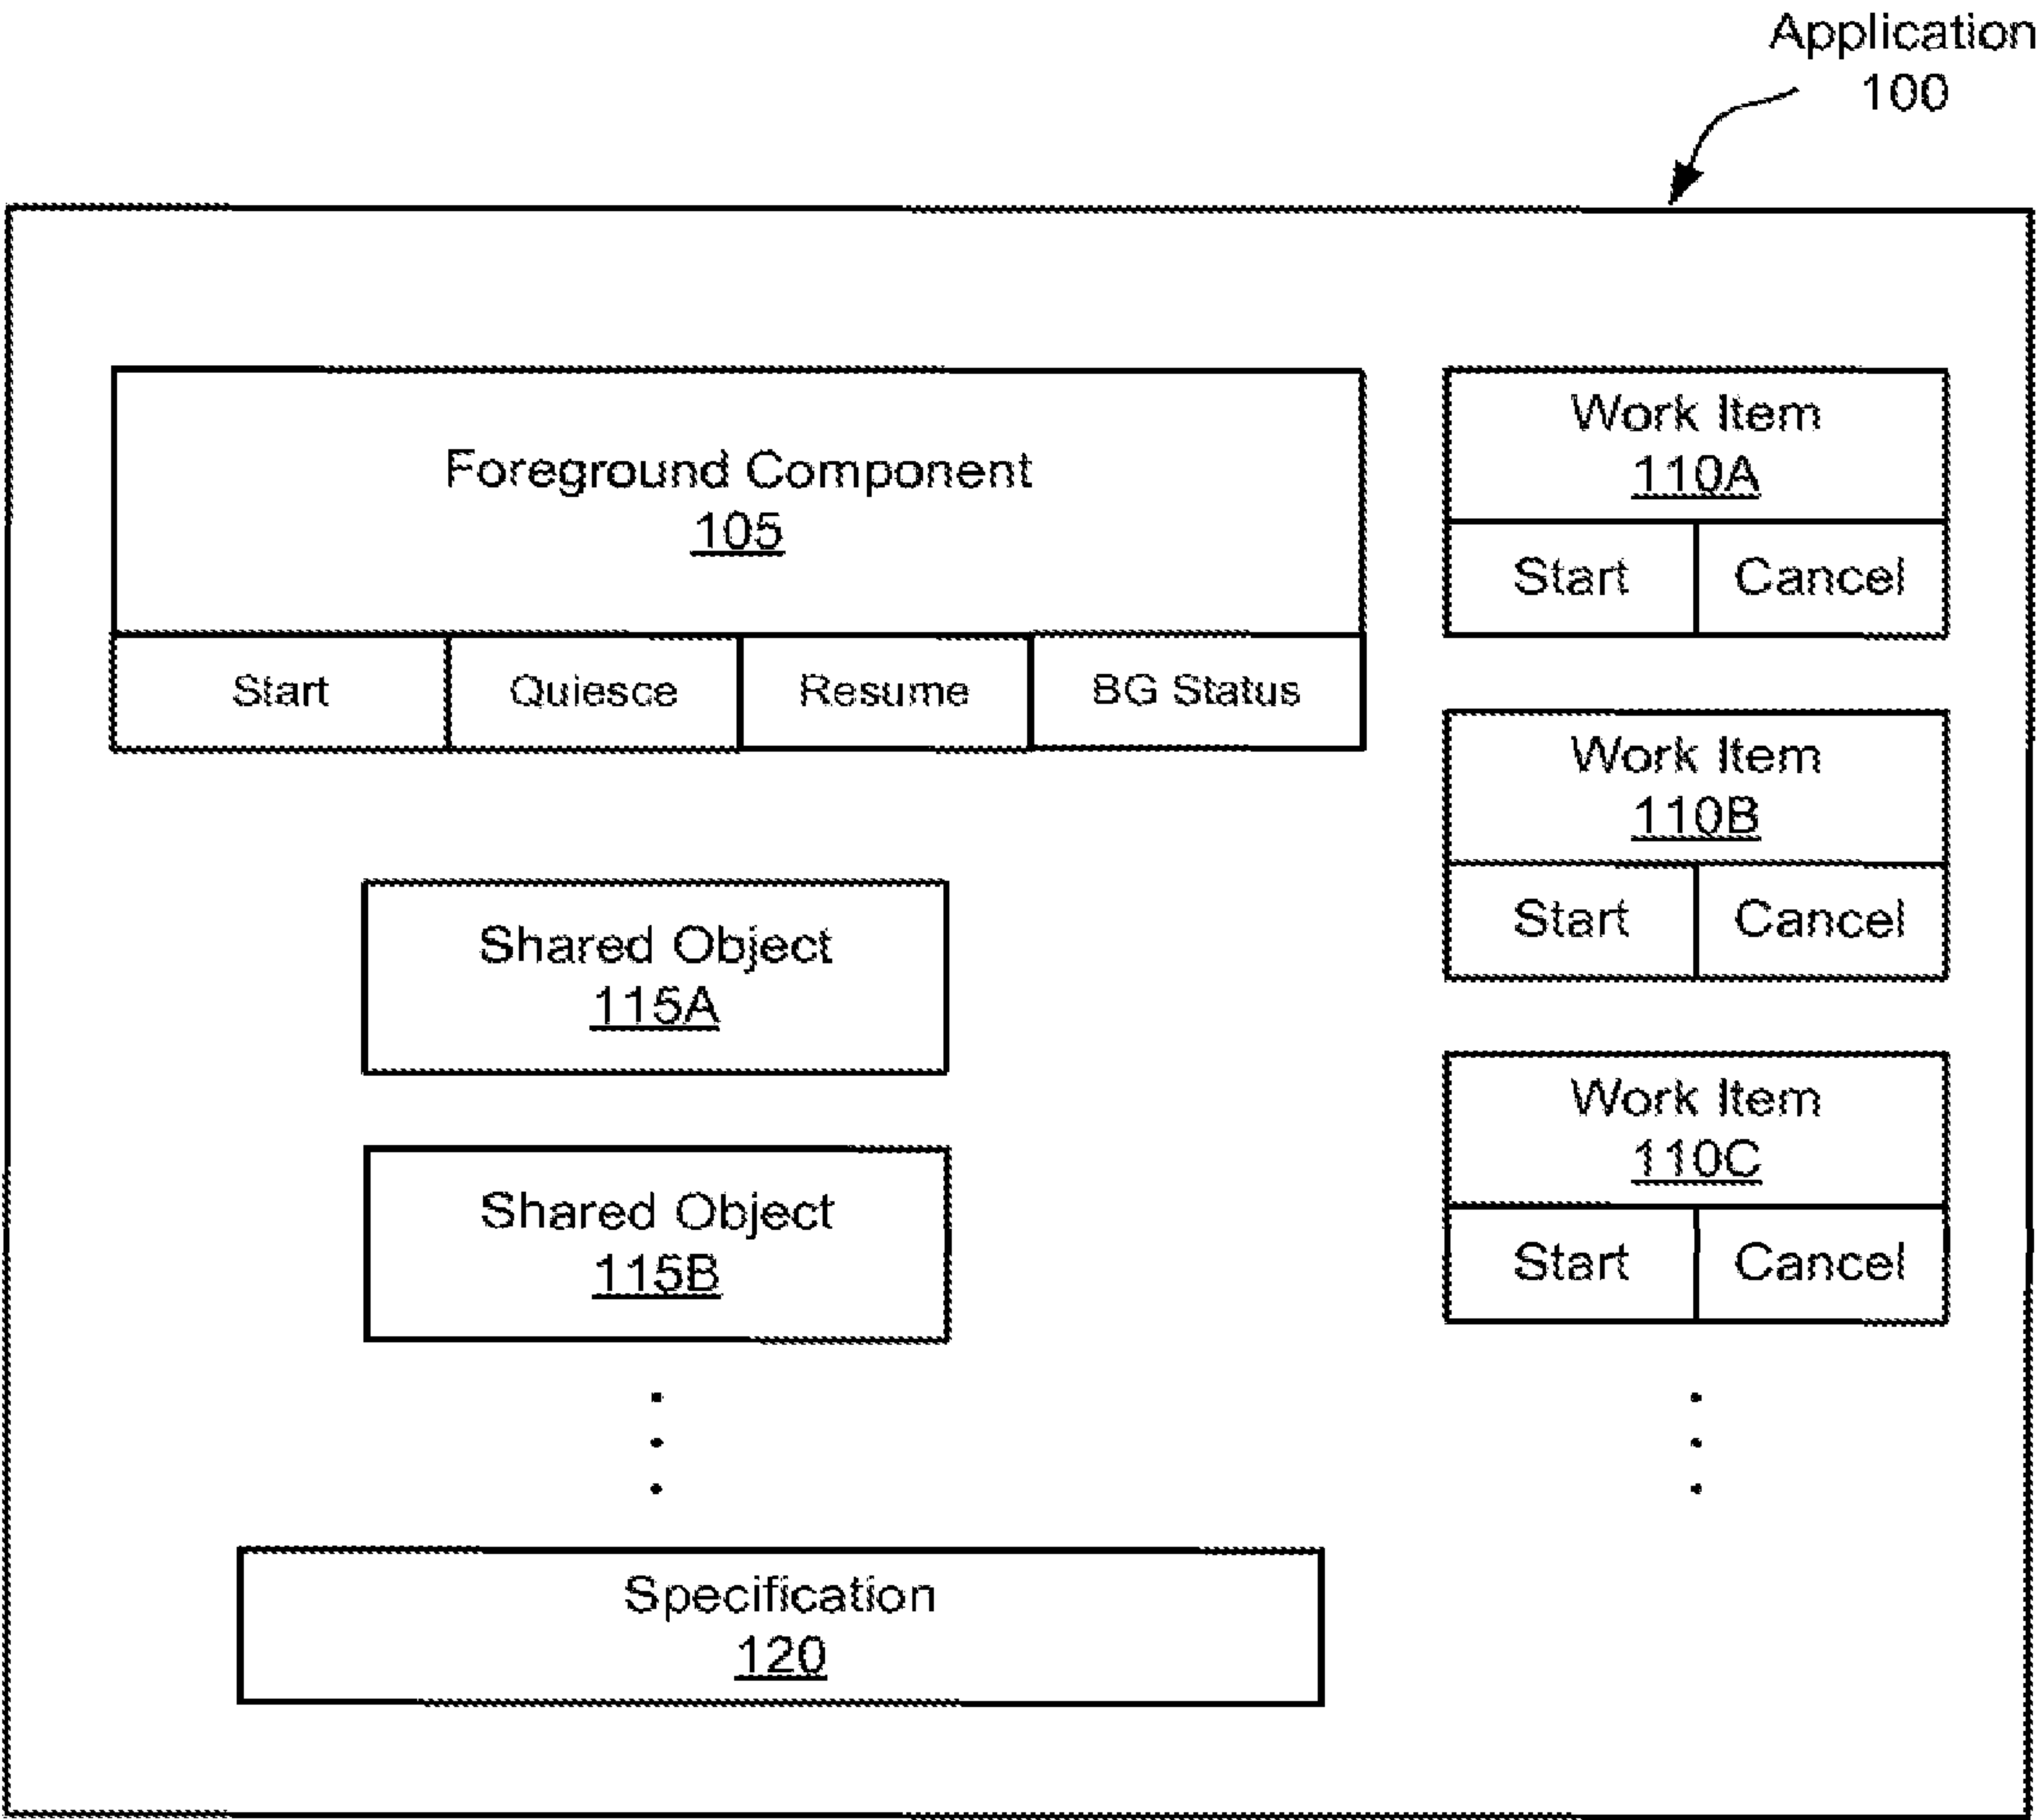 Application
100
Foreground Component
105
Start Quiesce Resume BG Status
Work Item
110A
Start Cancel
Work Item
110B
Start Cancel
Work Item
110C
Start Cancel
Shared Object
115A
Shared Object
115B
Specification
120